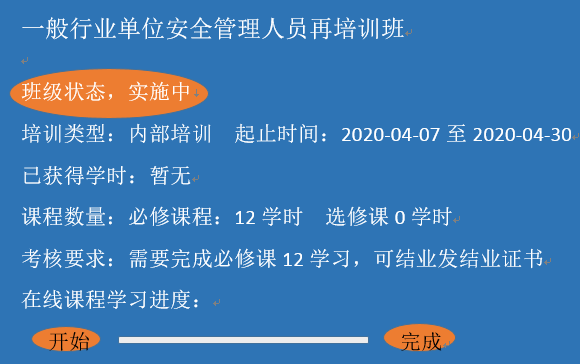 一般行业单位安全管理人员再培训班
班级状态，实施中
培训类型：内部培训 起止时间：2020-04-07 至 2020-04-30
已获得学时：暂无
课程数量：必修课程：12 学时 选修课 0 学时
考核要求：需要完成必修课 12 学习，可结业发结业证书
在线课程学习进度：
开始 完成